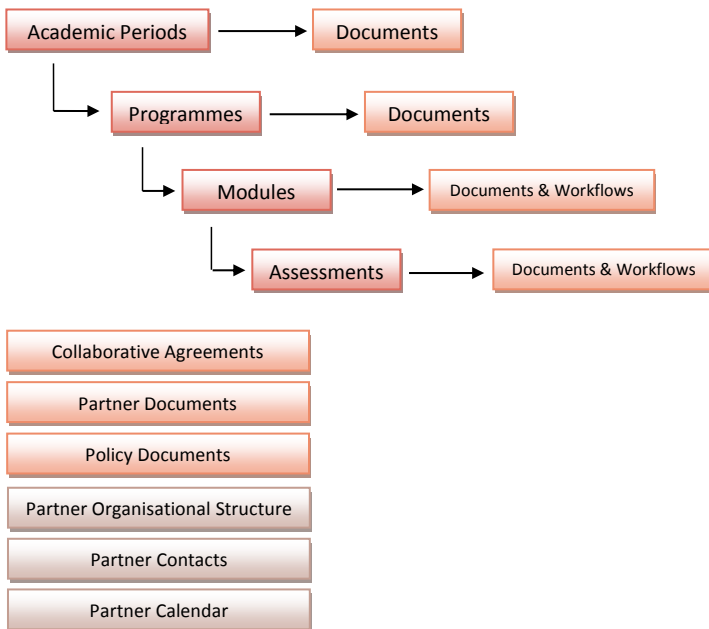 Academic Periods
Documents
Programmes
Documents
Modules
Documents & Workflows
Assessments
Documents & Workflows
Collaborative Agreements
Partner Documents
Policy Documents
Partner Organisational Structure
Partner Contacts
Partner Calendar